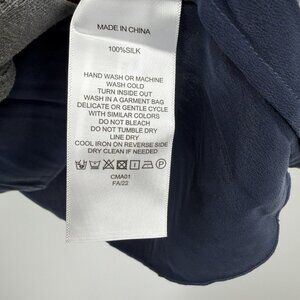 MADE IN CHINA
100%SILK
HAND WASH OR MACHINE
WASH COLD
TURN INSIDE OUT
WASH IN A GARMENT BAG
DELICATE OR GENTLE CYCLE
WITH SIMILAR COLORS
DO NOT BLEACH
DO NOT TUMBLE DRY
LINE DRY
COOL IRON ON REVERSE SIDE
DRY CLEAN IF NEEDED
CMA01
FA/22